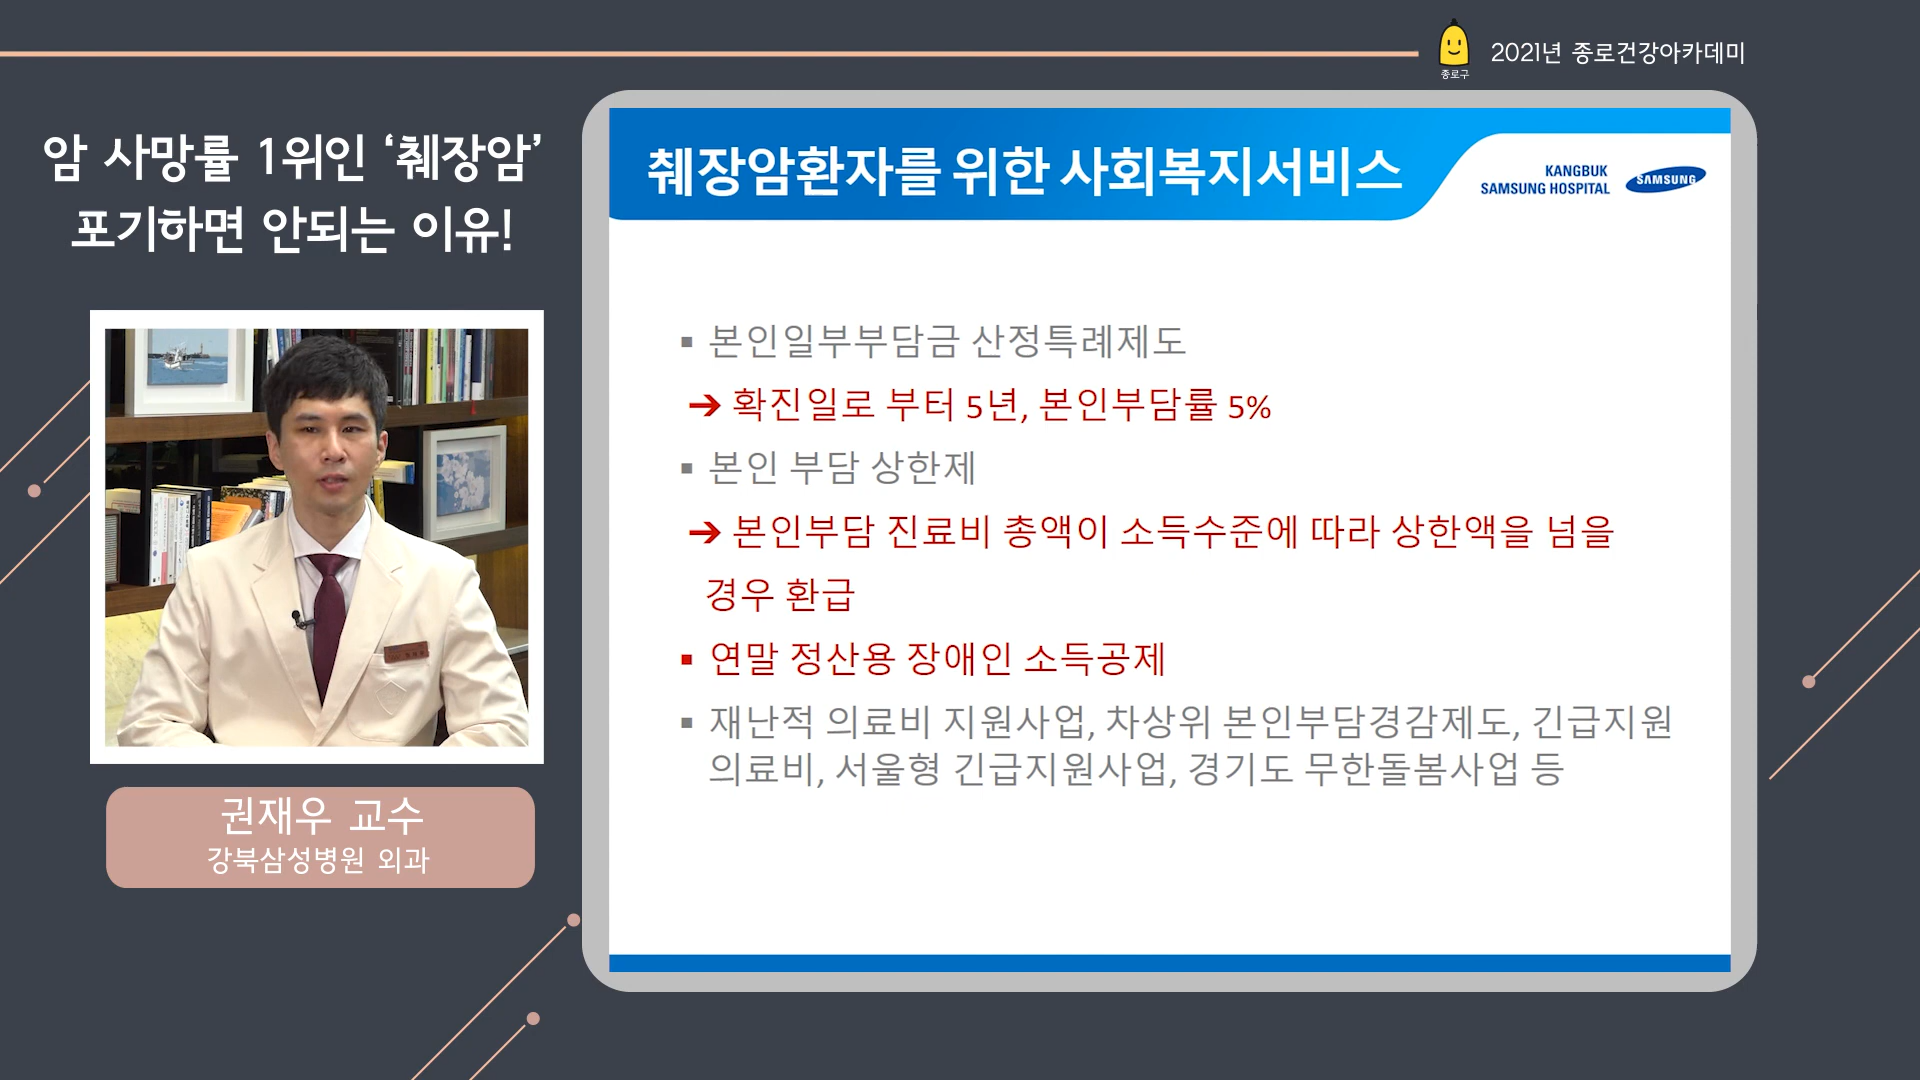 종로구
2021년 종로건강아카데미
암 사망률 1위인 ‘췌장암’
포기하면 안되는 이유!
권재우 교수
강북삼성병원 외과
췌장암환자를 위한 사회복지서비스
KANGBUK
SAMSUNG HOSPITAL
SAMSUNG
▪ 본인일부부담금 산정특례제도
➔ 확진일로 부터 5년, 본인부담률 5%
▪ 본인 부담 상한제
➔ 본인부담 진료비 총액이 소득수준에 따라 상한액을 넘을
경우 환급
▪ 연말 정산용 장애인 소득공제
▪ 재난적 의료비 지원사업, 차상위 본인부담경감제도, 긴급지원
의료비, 서울형 긴급지원사업, 경기도 무한돌봄사업 등